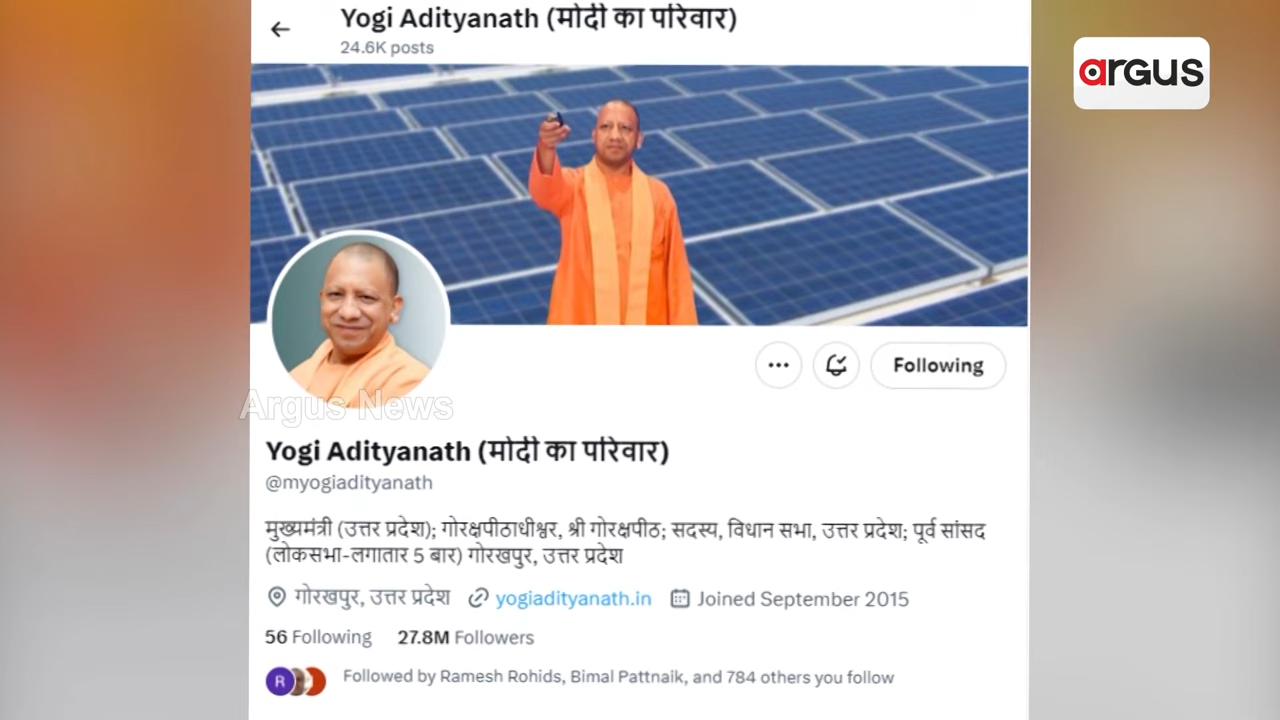 Yogi Adityanath (मोदी का परिवार)
24.6K posts
argus
Following
Argus News
Yogi Adityanath (मोदी का परिवार)
@myogiadityanath
मुख्यमंत्री (उत्तर प्रदेश); गोरक्षपीठाधीश्वर, श्री गोरक्षपीठ; सदस्य, विधान सभा, उत्तर प्रदेश; पूर्व सांसद
(लोकसभा-लगातार 5 बार) गोरखपुर, उत्तर प्रदेश
गोरखपुर, उत्तर प्रदेश yogiadityanath.in Joined September 2015
56 Following 27.8M Followers
R Followed by Ramesh Rohids, Bimal Pattnaik, and 784 others you follow